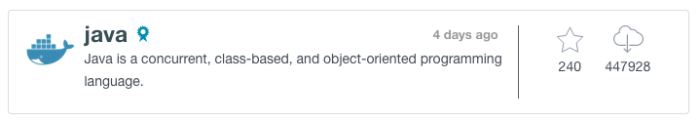 java
4 days ago
Java is a concurrent, class-based, and object-oriented programming
language.
240
447928